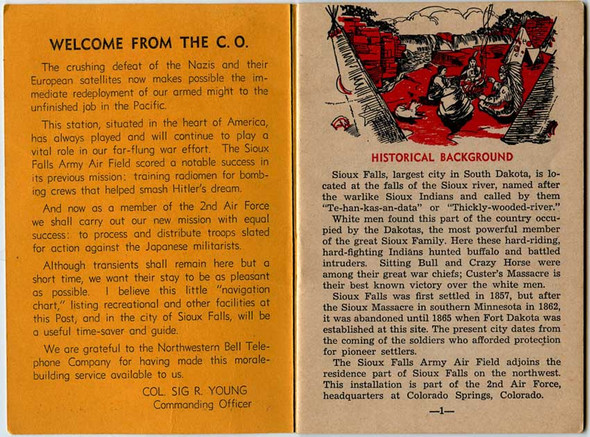 WELCOME FROM THE C. O.
The crushing defeat of the Nazis and their
European satellites now makes possible the im-
mediate redeployment of our armed might to the
unfinished job in the Pacific.
This station, situated in the heart of America,
has always played and will continue to play a
vital role in our far-flung war effort. The Sioux
Falls Army Air Field scored a notable success in
its previous mission: training radiomen for bomb-
ing crews that helped smash Hitler's dream.
And now as a member of the 2nd Air Force
we shall carry out our new mission with equal
success: to process and distribute troops slated
for action against the Japanese militarists.
Although transients shall remain here but a
short time, we want their stay to be as pleasant
as possible. I believe this little "navigation
chart," listing recreational and other facilities at
this Post, and in the city of Sioux Falls, will be
a useful time-saver and guide.
We are grateful to the Northwestern Bell Tele-
phone Company for having made this morale-
building service available to us.
COL. SIG R. YOUNG
Commanding Officer
HISTORICAL BACKGROUND
Sioux Falls, largest city in South Dakota, is lo-
cated at the falls of the Sioux river, named after
the warlike Sioux Indians and called by them
"Te-han-kas-an-data" or "Thickly-wooded-river."
White men found this part of the country occu-
pied by the Dakotas, the most powerful member
of the great Sioux Family. Here these hard-riding,
hard-fighting Indians hunted buffalo and battled
intruders. Sitting Bull and Crazy Horse were
among their great war chiefs; Custer's Massacre is
their best known victory over the white men.
Sioux Falls was first settled in 1857, but after
the Sioux Massacre in southern Minnesota in 1862,
it was abandoned until 1865 when Fort Dakota was
established at this site. The present city dates from
the coming of the soldiers who afforded protection
for pioneer settlers.
The Sioux Falls Army Air Field adjoins the
residence part of Sioux Falls on the northwest.
This installation is part of the 2nd Air Force,
headquarters at Colorado Springs, Colorado.
—1—